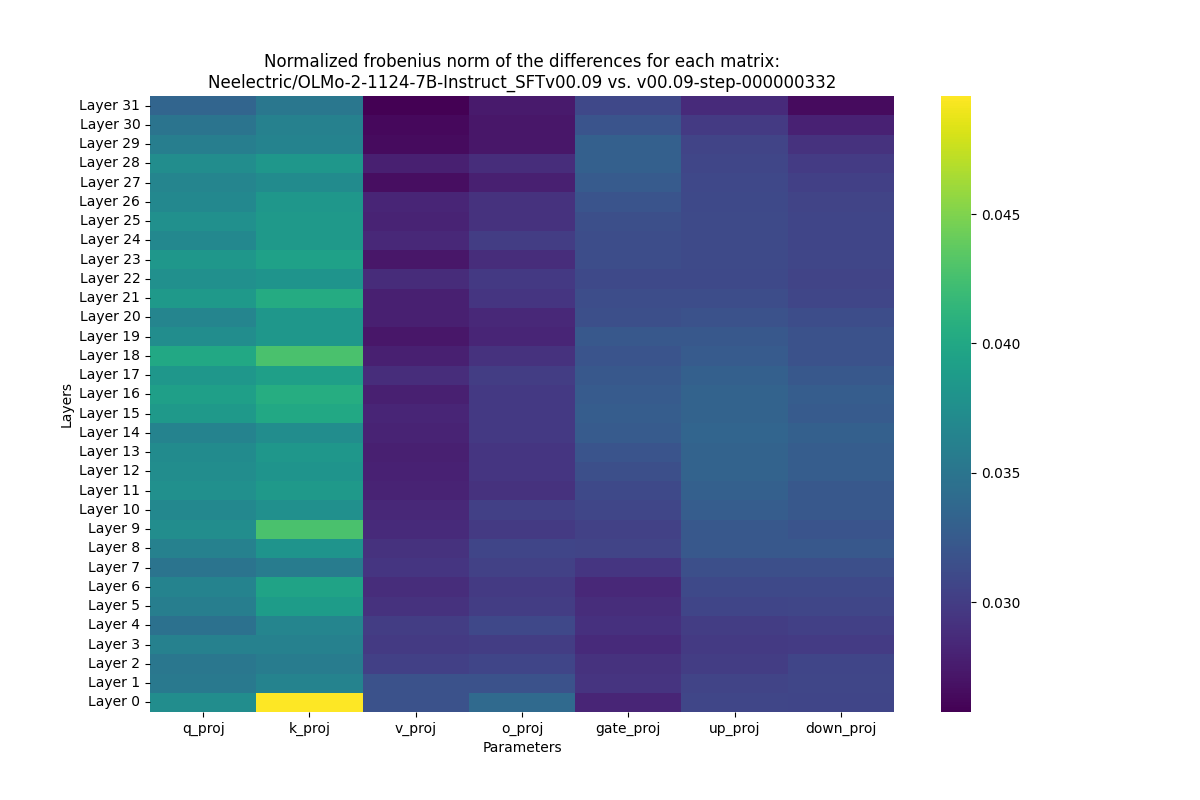 Normalized frobenius norm of the differences for each matrix:
Neelectric/OLMo-2-1124-7B-Instruct_SFTv00.09 vs. v00.09-step-000000332
Layer 31
Layer 30
Layer 29
Layer 28
Layer 27
Layer 26
Layer 25
Layer 24
Layer 23
Layer 22
Layer 21
Layer 20
Layer 19
Layer 18
Layer 17
Layer 16
Layer 15
Layer 14
Layer 13
Layer 12
Layer 11
Layer 10
Layer 9
Layer 8
Layer 7
Layer 6
Layer 5
Layer 4
Layer 3
Layer 2
Layer 1
Layer 0
Layers
q_proj k_proj v_proj o_proj gate_proj up_proj down_proj
Parameters
0.045
0.040
0.035
0.030